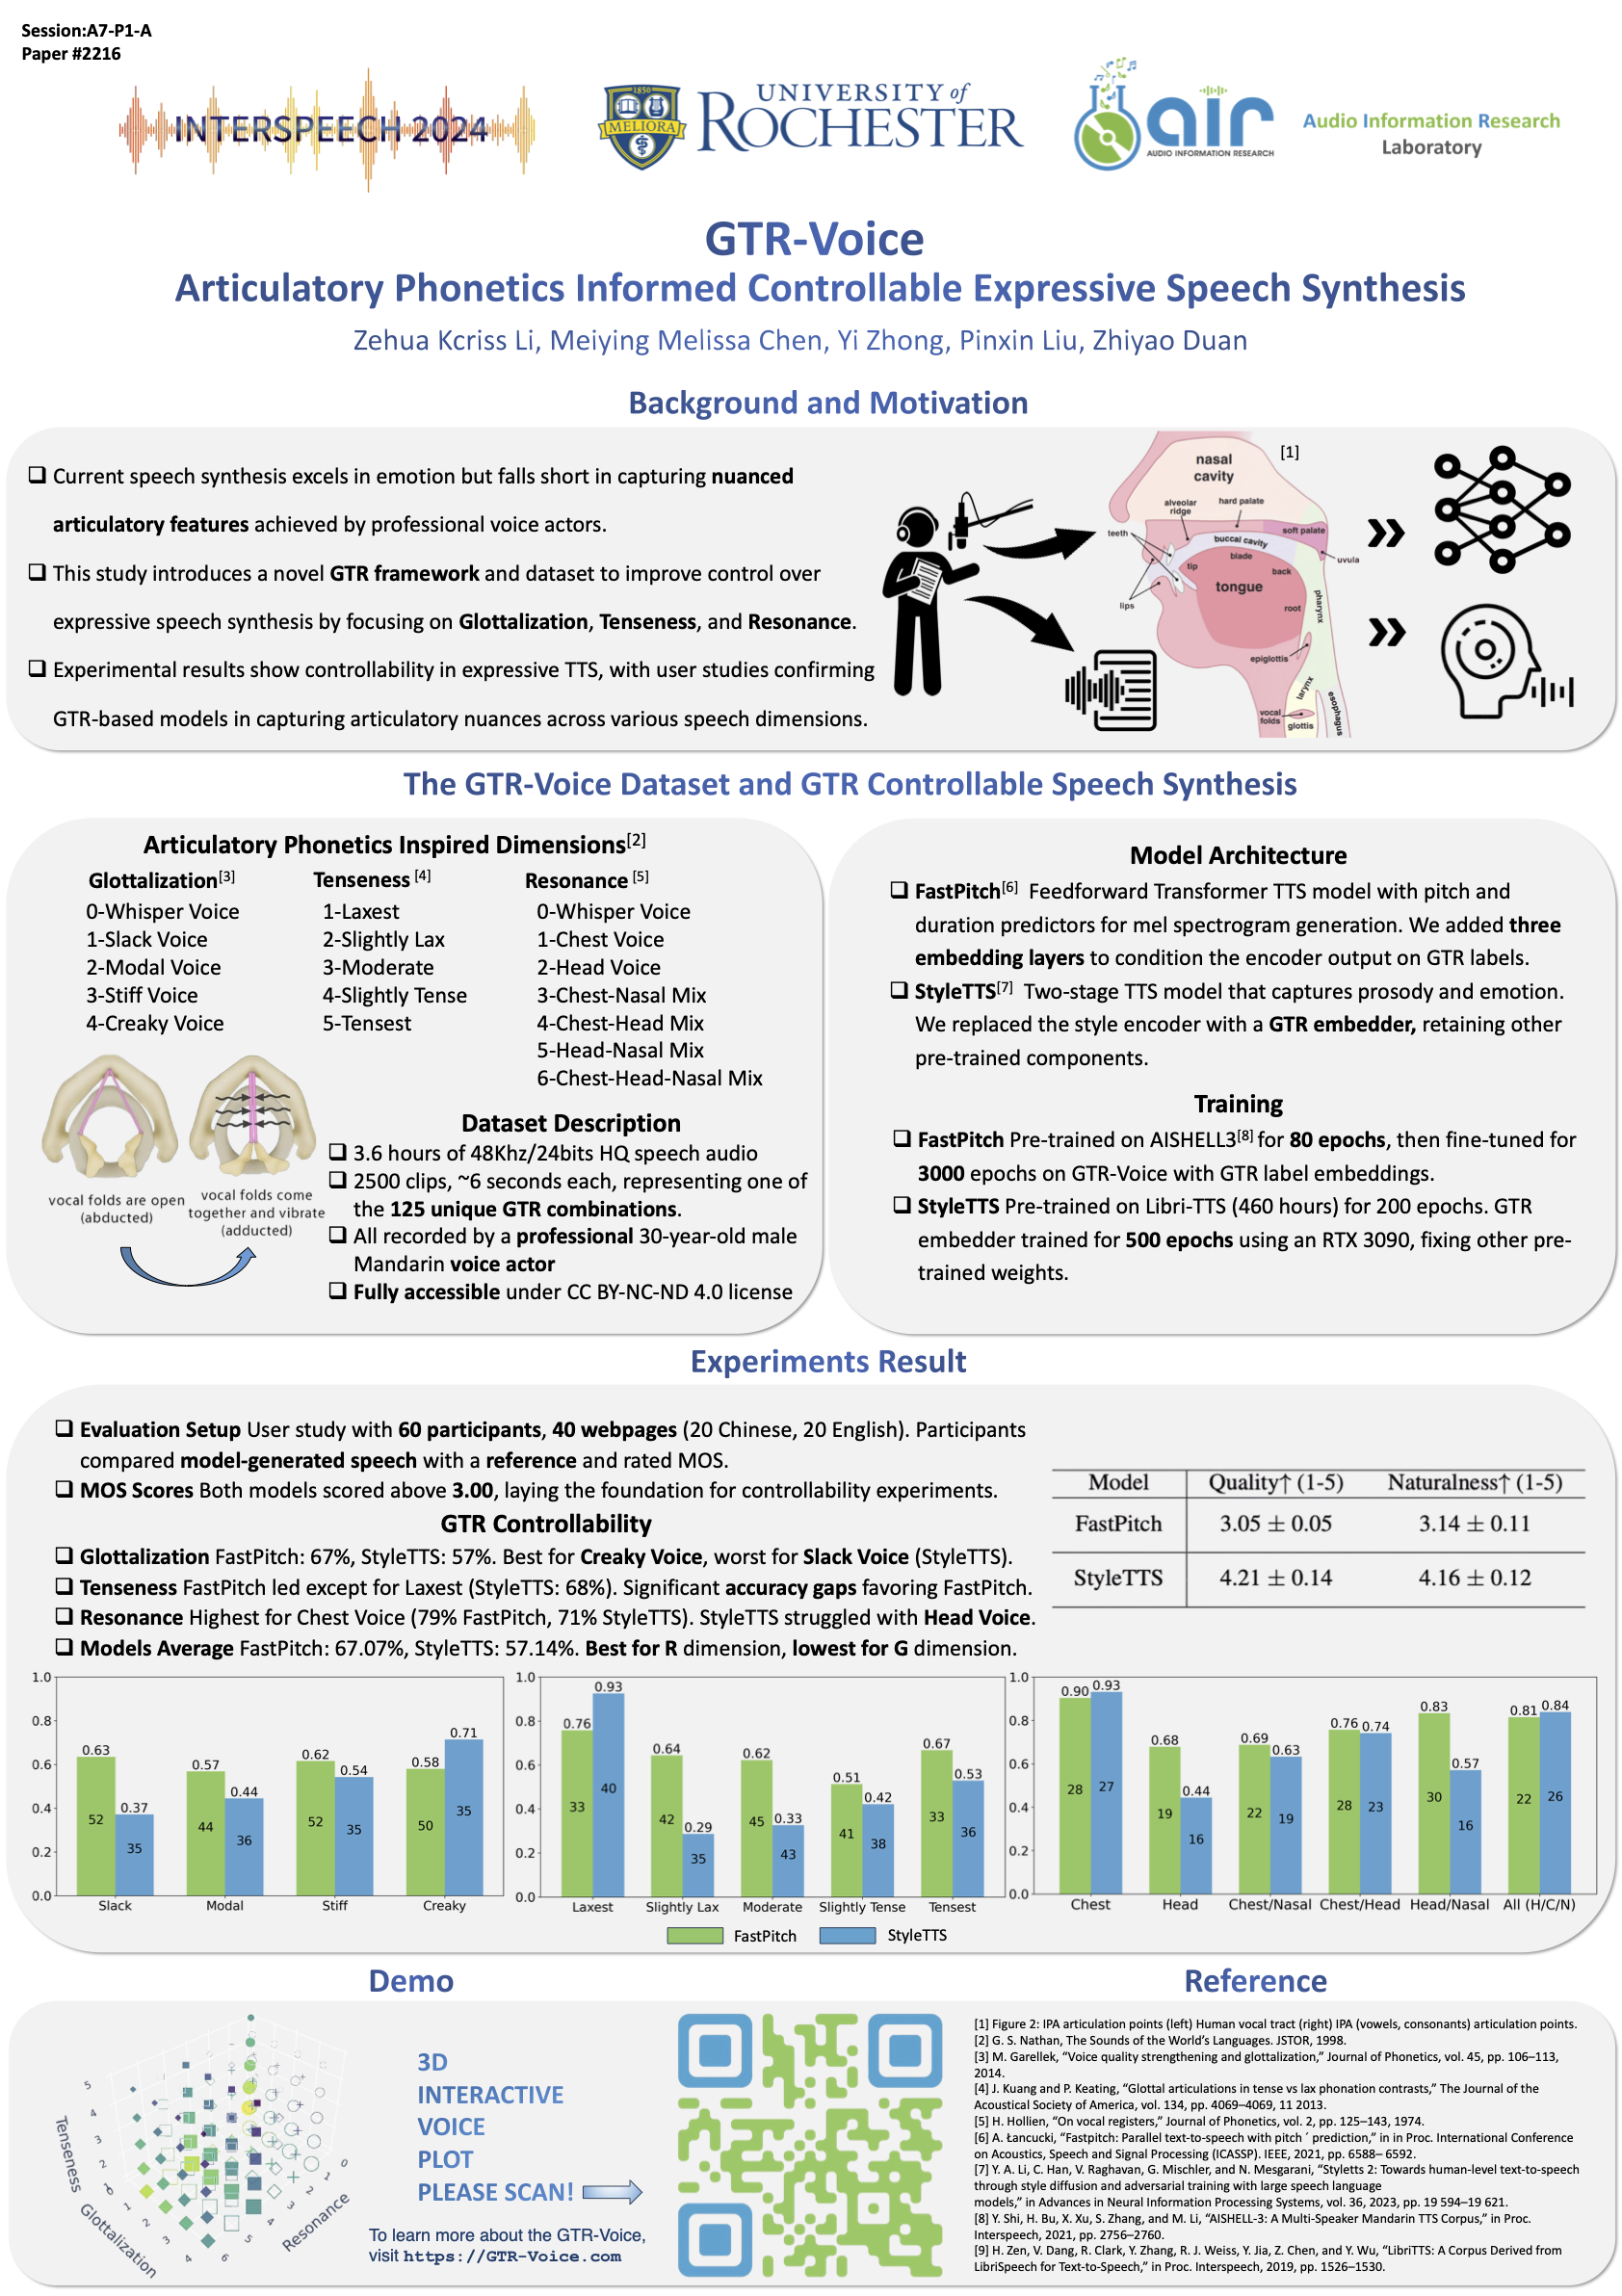 Session:A7-P1-A
Paper #2216
INTERSPEECH 2024
1850
MELIORA
UNIVERSITY of
ROCHESTER
air
AUDIO INFORMATION RESEARCH
Audio Information Research
Laboratory
GTR-Voice
Articulatory Phonetics Informed Controllable Expressive Speech Synthesis
Zehua Kcriss Li, Meiying Melissa Chen, Yi Zhong, Pinxin Liu, Zhiyao Duan
Background and Motivation
❑ Current speech synthesis excels in emotion but falls short in capturing nuanced
articulatory features achieved by professional voice actors.
❑ This study introduces a novel GTR framework and dataset to improve control over
expressive speech synthesis by focusing on Glottalization, Tenseness, and Resonance.
❑ Experimental results show controllability in expressive TTS, with user studies confirming
GTR-based models in capturing articulatory nuances across various speech dimensions.
[1]
nasal
cavity
alveolar
ridge
hard palate
teeth
soft palate
buccal cavity
uvula
blade
tip
back
tongue
lips
root
pharynx
epiglottis
larynx
esophagus
vocal
folds
glottis
The GTR-Voice Dataset and GTR Controllable Speech Synthesis
Articulatory Phonetics Inspired Dimensions[2]
Glottalization[3]
0-Whisper Voice
1-Slack Voice
2-Modal Voice
3-Stiff Voice
4-Creaky Voice
Tenseness [4]
1-Laxest
2-Slightly Lax
3-Moderate
4-Slightly Tense
5-Tensest
Resonance [5]
0-Whisper Voice
1-Chest Voice
2-Head Voice
3-Chest-Nasal Mix
4-Chest-Head Mix
5-Head-Nasal Mix
6-Chest-Head-Nasal Mix
vocal folds are open
(abducted)
vocal folds come
together and vibrate
(adducted)
Dataset Description
❑ 3.6 hours of 48Khz/24bits HQ speech audio
❑ 2500 clips, ~6 seconds each, representing one of
the 125 unique GTR combinations.
❑ All recorded by a professional 30-year-old male
Mandarin voice actor
❑ Fully accessible under CC BY-NC-ND 4.0 license
Model Architecture
❑ FastPitch[6] Feedforward Transformer TTS model with pitch and
duration predictors for mel spectrogram generation. We added three
embedding layers to condition the encoder output on GTR labels.
❑ StyleTTS[7] Two-stage TTS model that captures prosody and emotion.
We replaced the style encoder with a GTR embedder, retaining other
pre-trained components.
Training
❑ FastPitch Pre-trained on AISHELL3[8] for 80 epochs, then fine-tuned for
3000 epochs on GTR-Voice with GTR label embeddings.
❑ StyleTTS Pre-trained on Libri-TTS (460 hours) for 200 epochs. GTR
embedder trained for 500 epochs using an RTX 3090, fixing other pre-
trained weights.
Experiments Result
❑ Evaluation Setup User study with 60 participants, 40 webpages (20 Chinese, 20 English). Participants
compared model-generated speech with a reference and rated MOS.
❑ MOS Scores Both models scored above 3.00, laying the foundation for controllability experiments.
GTR Controllability
❑ Glottalization FastPitch: 67%, StyleTTS: 57%. Best for Creaky Voice, worst for Slack Voice (StyleTTS).
❑ Tenseness FastPitch led except for Laxest (StyleTTS: 68%). Significant accuracy gaps favoring FastPitch.
❑ Resonance Highest for Chest Voice (79% FastPitch, 71% StyleTTS). StyleTTS struggled with Head Voice.
❑ Models Average FastPitch: 67.07%, StyleTTS: 57.14%. Best for R dimension, lowest for G dimension.
Model Quality↑ (1-5) Naturalness↑ (1-5)
FastPitch 3.05 ± 0.05 3.14 ± 0.11
StyleTTS 4.21 ± 0.14 4.16 ± 0.12
1.0
0.8
0.6
0.4
0.2
0.0
0.63 0.37 0.57 0.44 0.62 0.54 0.58 0.71
52 35 44 36 52 35 50 35
Slack Modal Stiff Creaky
1.0
0.8
0.6
0.4
0.2
0.0
0.76 0.93 0.64 0.29 0.62 0.33 0.51 0.42 0.67 0.53
33 40 42 35 45 43 41 38 33 36
Laxest Slightly Lax Moderate Slightly Tense Tensest
1.0
0.8
0.6
0.4
0.2
0.0
0.90 0.93 0.68 0.44 0.69 0.63 0.76 0.74 0.83 0.57 0.81 0.84
28 27 19 16 22 19 28 23 30 16 22 26
Chest Head Chest/Nasal Chest/Head Head/Nasal All (H/C/N)
FastPitch StyleTTS
Demo
5
4
3
2
1
Tenseness
0
1
2
3
4
Glottalization
0
1
2
3
4
5
6
Resonance
3D
INTERACTIVE
VOICE
PLOT
PLEASE SCAN!
To learn more about the GTR-Voice,
visit https://GTR-Voice.com
Reference
[1] Figure 2: IPA articulation points (left) Human vocal tract (right) IPA (vowels, consonants) articulation points.
[2] G. S. Nathan, The Sounds of the World’s Languages. JSTOR, 1998.
[3] M. Garellek, “Voice quality strengthening and glottalization,” Journal of Phonetics, vol. 45, pp. 106–113,
2014.
[4] J. Kuang and P. Keating, “Glottal articulations in tense vs lax phonation contrasts,” The Journal of the
Acoustical Society of America, vol. 134, pp. 4069–4069, 11 2013.
[5] H. Hollien, “On vocal registers,” Journal of Phonetics, vol. 2, pp. 125–143, 1974.
[6] A. Łancucki, “Fastpitch: Parallel text-to-speech with pitch ´ prediction,” in in Proc. International Conference
on Acoustics, Speech and Signal Processing (ICASSP). IEEE, 2021, pp. 6588– 6592.
[7] Y. A. Li, C. Han, V. Raghavan, G. Mischler, and N. Mesgarani, “Styletts 2: Towards human-level text-to-speech
through style diffusion and adversarial training with large speech language
models,” in Advances in Neural Information Processing Systems, vol. 36, 2023, pp. 19 594–19 621.
[8] Y. Shi, H. Bu, X. Xu, S. Zhang, and M. Li, “AISHELL-3: A Multi-Speaker Mandarin TTS Corpus,” in Proc.
Interspeech, 2021, pp. 2756–2760.
[9] H. Zen, V. Dang, R. Clark, Y. Zhang, R. J. Weiss, Y. Jia, Z. Chen, and Y. Wu, “LibriTTS: A Corpus Derived from
LibriSpeech for Text-to-Speech,” in Proc. Interspeech, 2019, pp. 1526–1530.